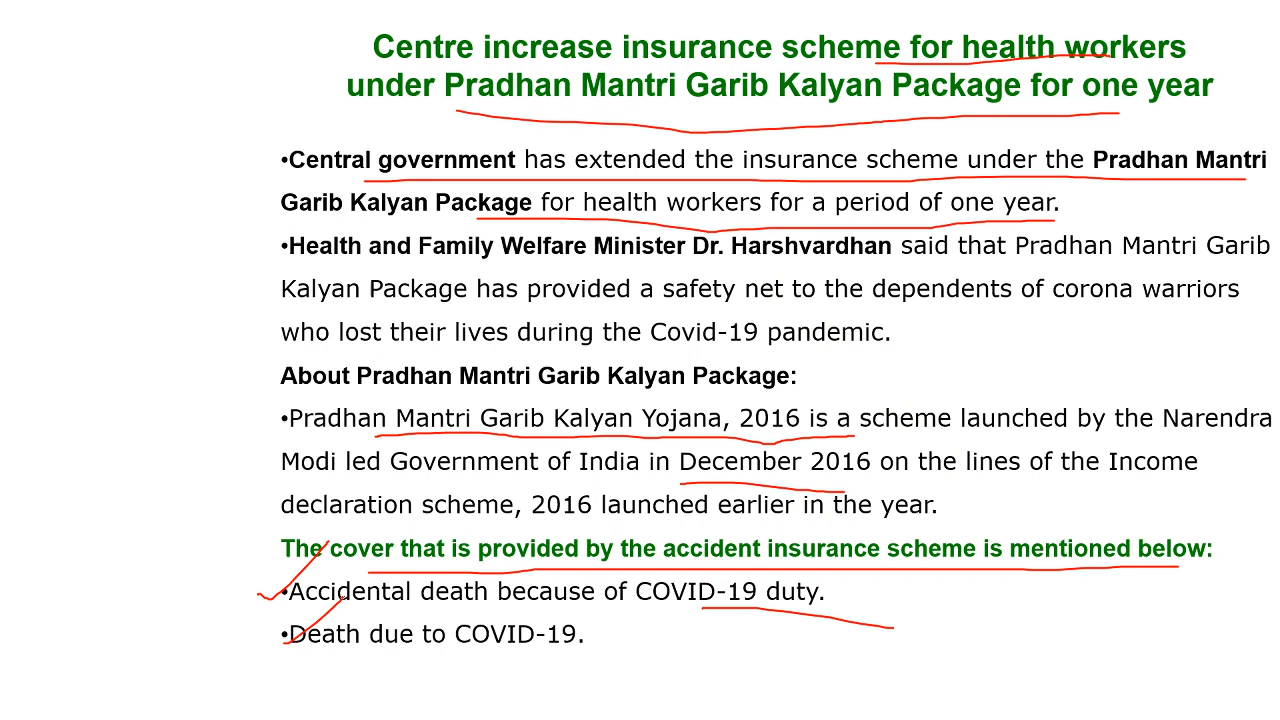 Centre increase insurance scheme for health workers
under Pradhan Mantri Garib Kalyan Package for one year
•Central government has extended the insurance scheme under the Pradhan Mantri
Garib Kalyan Package for health workers for a period of one year.
•Health and Family Welfare Minister Dr. Harshvardhan said that Pradhan Mantri Garib
Kalyan Package has provided a safety net to the dependents of corona warriors
who lost their lives during the Covid-19 pandemic.
About Pradhan Mantri Garib Kalyan Package:
•Pradhan Mantri Garib Kalyan Yojana, 2016 is a scheme launched by the Narendra
Modi led Government of India in December 2016 on the lines of the Income
declaration scheme, 2016 launched earlier in the year.
The cover that is provided by the accident insurance scheme is mentioned below:
•Accidental death because of COVID-19 duty.
•Death due to COVID-19.